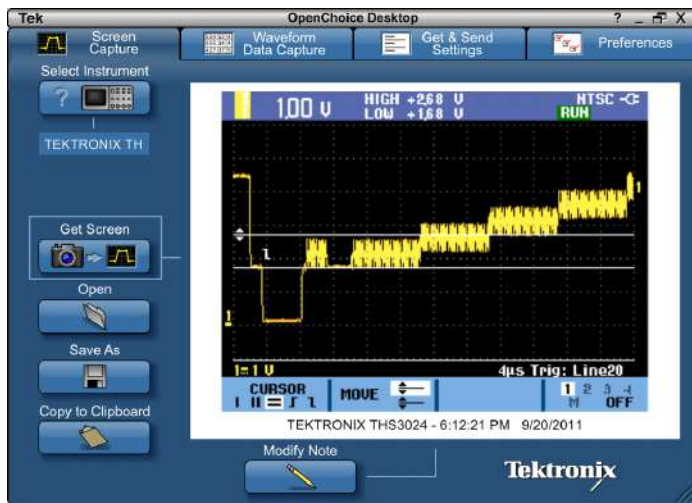 Tek OpenChoice Desktop ? _ X
Screen Capture
Waveform Data Capture
Get & Send Settings
Preferences
Select Instrument
?
TEKTRONIX TH
Get Screen
Open
Save As
Copy to Clipboard
1.00 V
HIGH +2.68 V
LOW +1.68 V
NTSC
RUN
1
1
1= 1 V
4µs Trig: Line20
CURSOR
MOVE
1 2 3 4
M OFF
TEKTRONIX THS3024 - 6:12:21 PM 9/20/2011
Modify Note
Tektronix